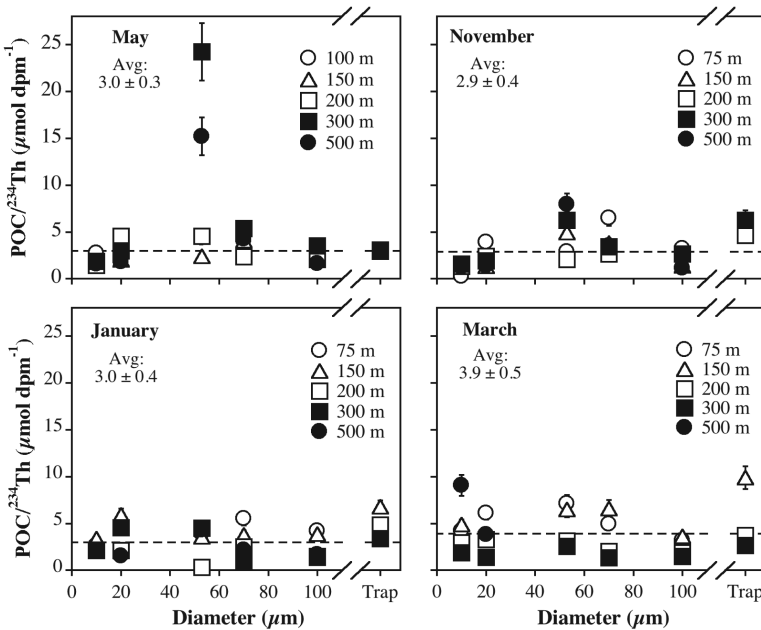 May
Avg:
3.0 ± 0.3
100 m
150 m
200 m
300 m
500 m
POC/²³⁴Th (µmol dpm⁻¹)
25
20
15
10
5
0
November
Avg:
2.9 ± 0.4
75 m
150 m
200 m
300 m
500 m
January
Avg:
3.0 ± 0.4
75 m
150 m
200 m
300 m
500 m
POC/²³⁴Th (µmol dpm⁻¹)
25
20
15
10
5
0
0 20 40 60 80 100 Trap
Diameter (µm)
March
Avg:
3.9 ± 0.5
75 m
150 m
200 m
300 m
500 m
0 20 40 60 80 100 Trap
Diameter (µm)